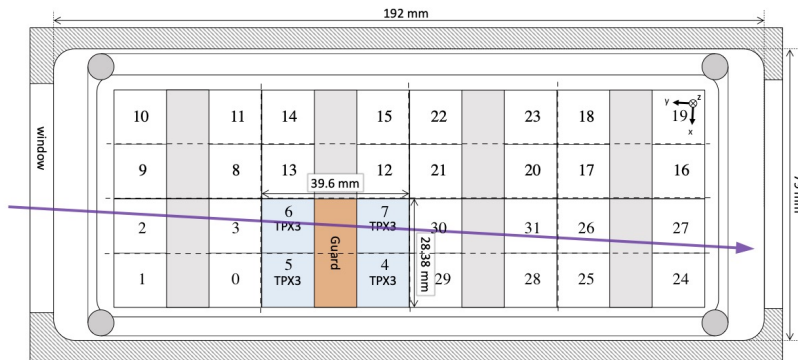 192 mm
10 11 14 15 22 23 18 19
y z
x
window
9 8 13 12 21 20 17 16
39.6 mm
2 3 6 7 30 31 26 27
TPX3 TPX3
Guard
28.38 mm
1 0 5 4 29 28 25 24
TPX3 TPX3